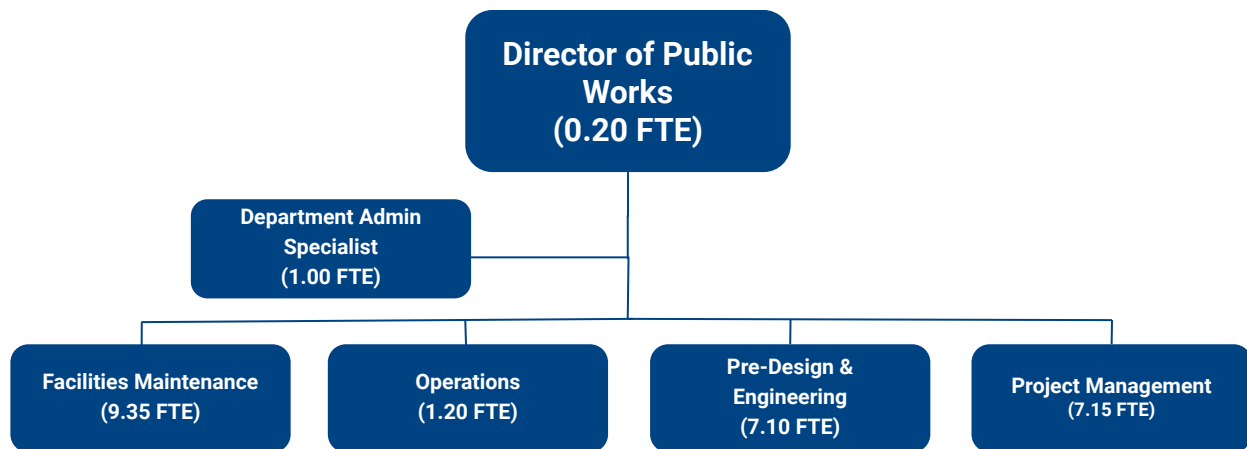 Director of Public
Works
(0.20 FTE)
Department Admin
Specialist
(1.00 FTE)
Facilities Maintenance
(9.35 FTE)
Operations
(1.20 FTE)
Pre-Design &
Engineering
(7.10 FTE)
Project Management
(7.15 FTE)